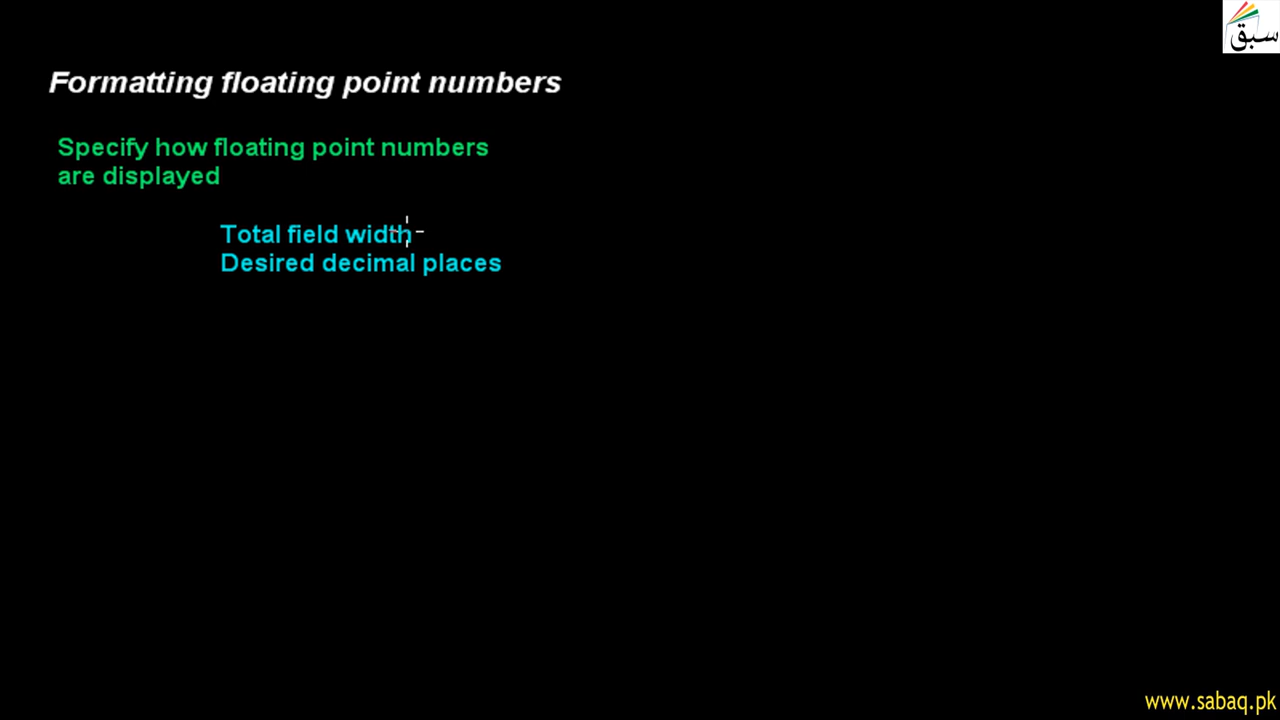 سبق
Formatting floating point numbers
Specify how floating point numbers
are displayed
Total field width
Desired decimal places
www.sabaq.pk